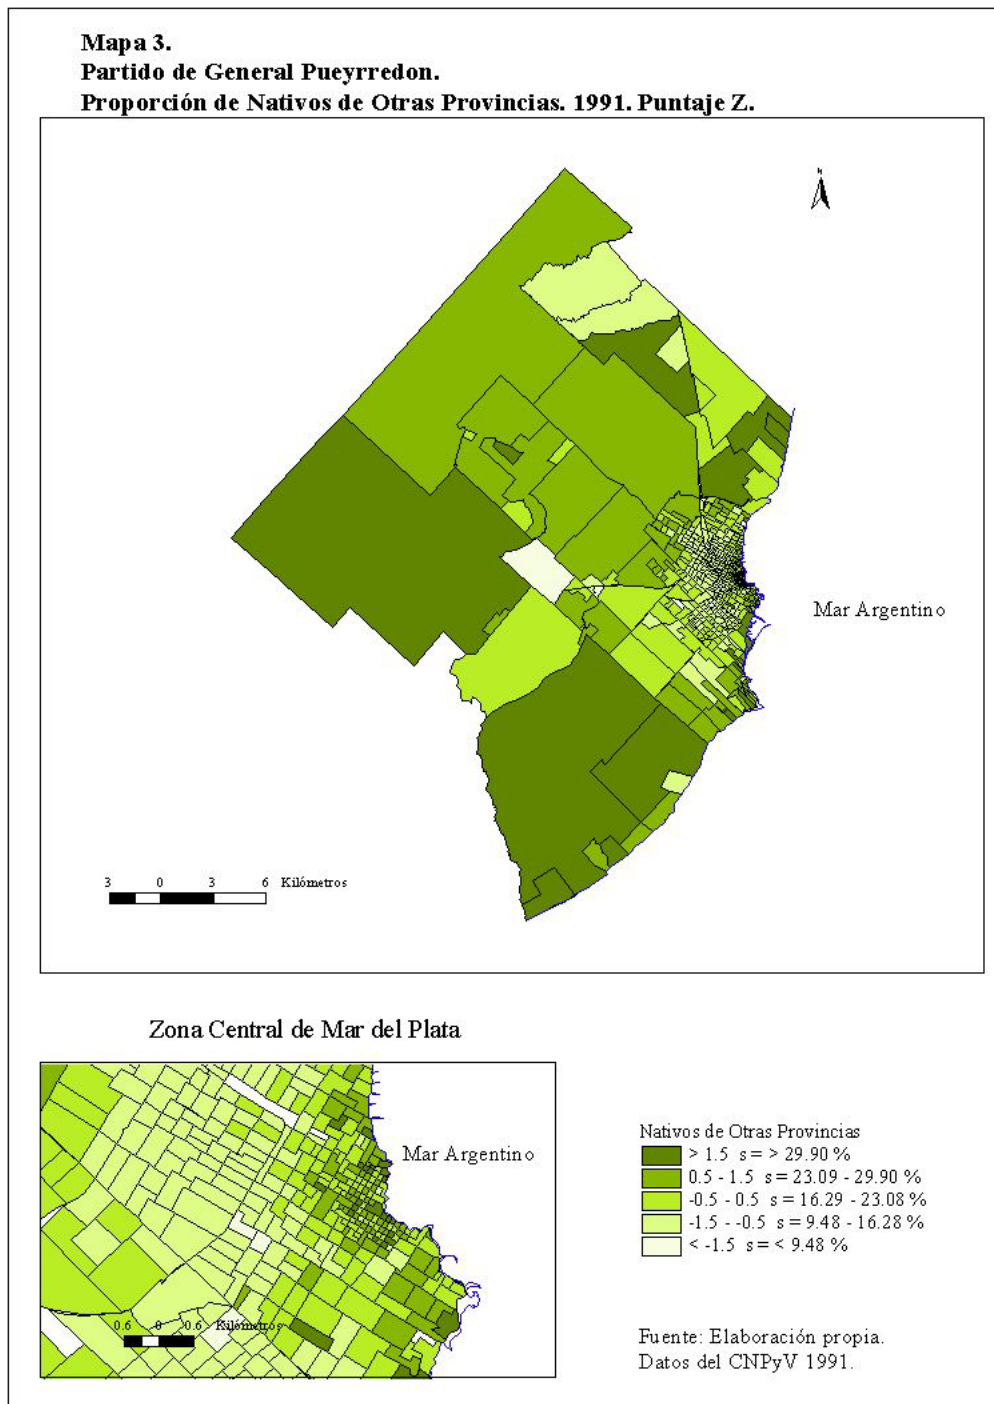 Mapa 3.
Partido de General Pueyrredon.
Proporción de Nativos de Otras Provincias. 1991. Puntaje Z.
N
Mar Argentino
3 0 3 6 Kilómetros
Zona Central de Mar del Plata
Mar Argentino
0.6 0 0.6 Kilómetros
Nativos de Otras Provincias
> 1.5 s = > 29.90 %
0.5 - 1.5 s = 23.09 - 29.90 %
-0.5 - 0.5 s = 16.29 - 23.08 %
-1.5 - -0.5 s = 9.48 - 16.28 %
< -1.5 s = < 9.48 %
Fuente: Elaboración propia.
Datos del CNPyV 1991.